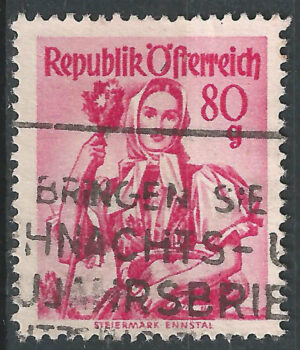 Republik Österreich
80
g
BRINGEN SIE
HNACHTS-U
UJAHRSBRIE
STEIERMARK-ENNSTAL